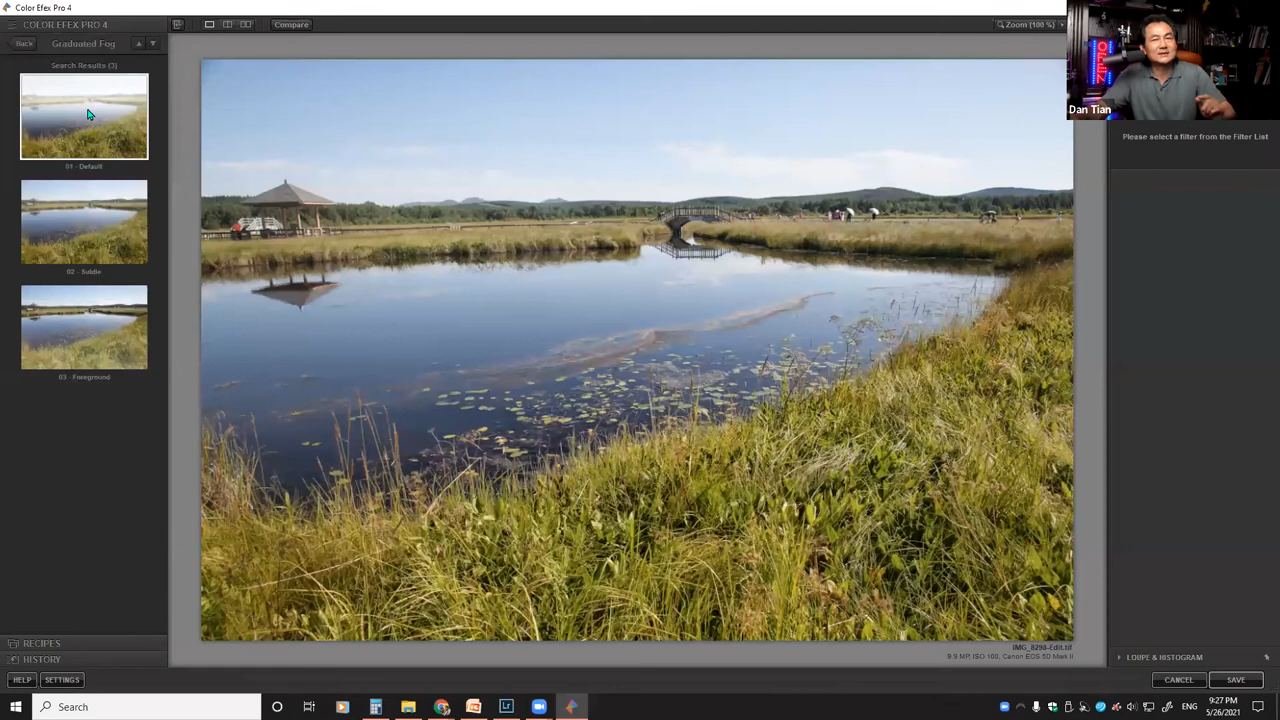 Color Efex Pro 4
COLOR EFEX PRO 4
Compare
Zoom (100 %)
Back
Graduated Fog
Search Results (3)
01 - Default
02 - Subtle
03 - Foreground
OPEN
Dan Tian
Please select a filter from the Filter List
IMG_8298-Edit.tif
9.9 MP, ISO 100, Canon EOS 5D Mark II
RECIPES
HISTORY
LOUPE & HISTOGRAM
HELP
SETTINGS
CANCEL
SAVE
Search
Lr
ENG
9:27 PM
5/26/2021